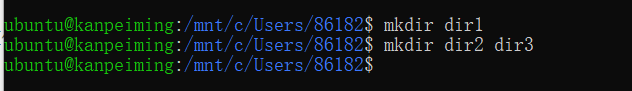 ubuntu@kanpeiming:/mnt/c/Users/86182$ mkdir dir1
ubuntu@kanpeiming:/mnt/c/Users/86182$ mkdir dir2 dir3
ubuntu@kanpeiming:/mnt/c/Users/86182$